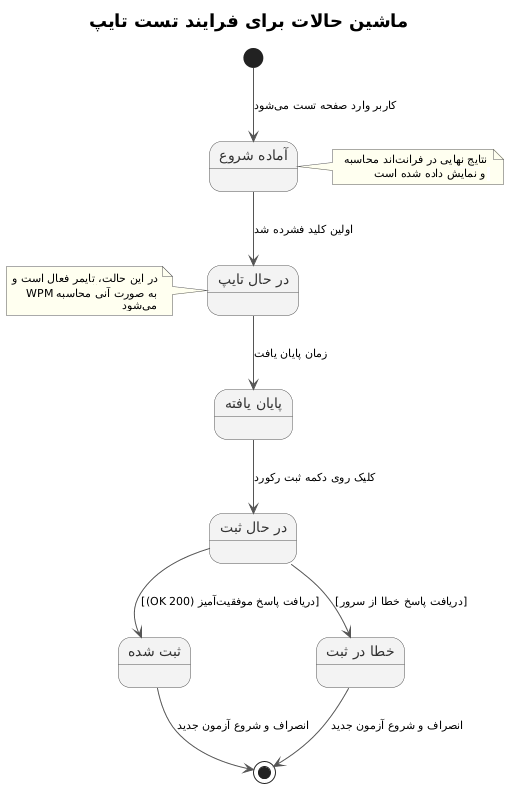 ماشین حالات برای فرایند تست تایپ
کاربر وارد صفحه تست می‌شود
آماده شروع
نتایج نهایی در فرانت‌اند محاسبه
و نمایش داده شده است
اولین کلید فشرده شد
در حال تایپ
در این حالت، تایمر فعال است و
به صورت آنی محاسبه WPM
می‌شود
زمان پایان یافت
پایان یافته
کلیک روی دکمه ثبت رکورد
در حال ثبت
[دریافت پاسخ موفقیت‌آمیز (200 OK)]
[دریافت پاسخ خطا از سرور]
ثبت شده
خطا در ثبت
انصراف و شروع آزمون جدید
انصراف و شروع آزمون جدید